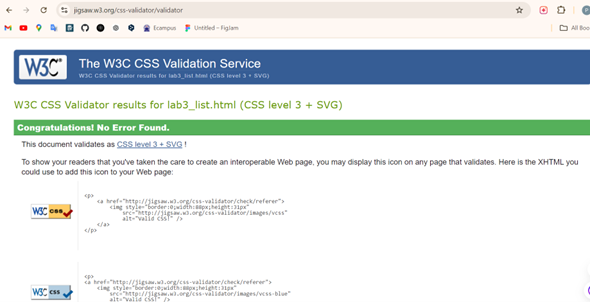 jigsaw.w3.org/css-validator/validator
Ecampus
Untitled – FigJam
All Boo
W3C CSS
The W3C CSS Validation Service
W3C CSS Validator results for lab3_list.html (CSS level 3 + SVG)
W3C CSS Validator results for lab3_list.html (CSS level 3 + SVG)
Congratulations! No Error Found.
This document validates as CSS level 3 + SVG !
To show your readers that you've taken the care to create an interoperable Web page, you may display this icon on any page that validates. Here is the XHTML you
could use to add this icon to your Web page:
W3C css
<p>
<a href="http://jigsaw.w3.org/css-validator/check/referer">
<img style="border:0;width:88px;height:31px"
src="http://jigsaw.w3.org/css-validator/images/vcss"
alt="Valid CSS!" />
</a>
</p>
W3C css
<p>
<a href="http://jigsaw.w3.org/css-validator/check/referer">
<img style="border:0;width:88px;height:31px"
src="http://jigsaw.w3.org/css-validator/images/vcss-blue"
alt="Valid CSS!" />